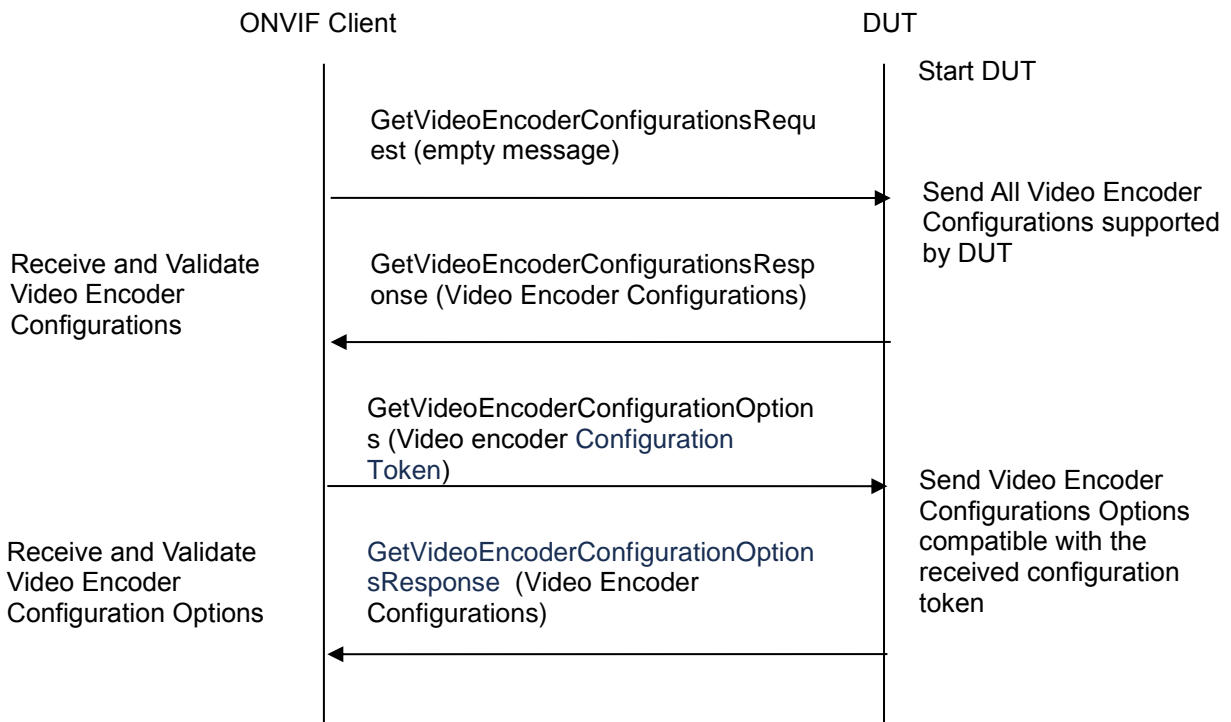 ONVIF Client
DUT
Start DUT
GetVideoEncoderConfigurationsRequ
est (empty message)
Send All Video Encoder
Configurations supported
by DUT
Receive and Validate
Video Encoder
Configurations
GetVideoEncoderConfigurationsResp
onse (Video Encoder Configurations)
GetVideoEncoderConfigurationOption
s (Video encoder Configuration
Token)
Send Video Encoder
Configurations Options
compatible with the
received configuration
token
Receive and Validate
Video Encoder
Configuration Options
GetVideoEncoderConfigurationOption
sResponse (Video Encoder
Configurations)